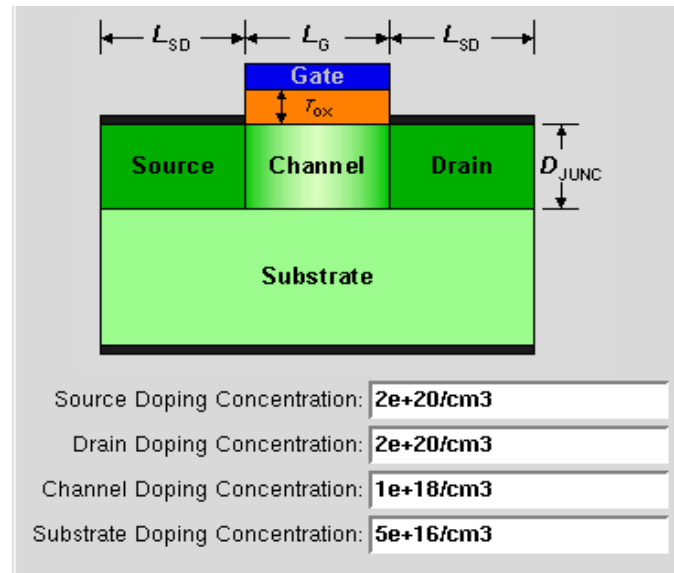 L_SD L_G L_SD
Gate
T_ox
Source Channel Drain D_JUNC
Substrate
Source Doping Concentration: 2e+20/cm3
Drain Doping Concentration: 2e+20/cm3
Channel Doping Concentration: 1e+18/cm3
Substrate Doping Concentration: 5e+16/cm3